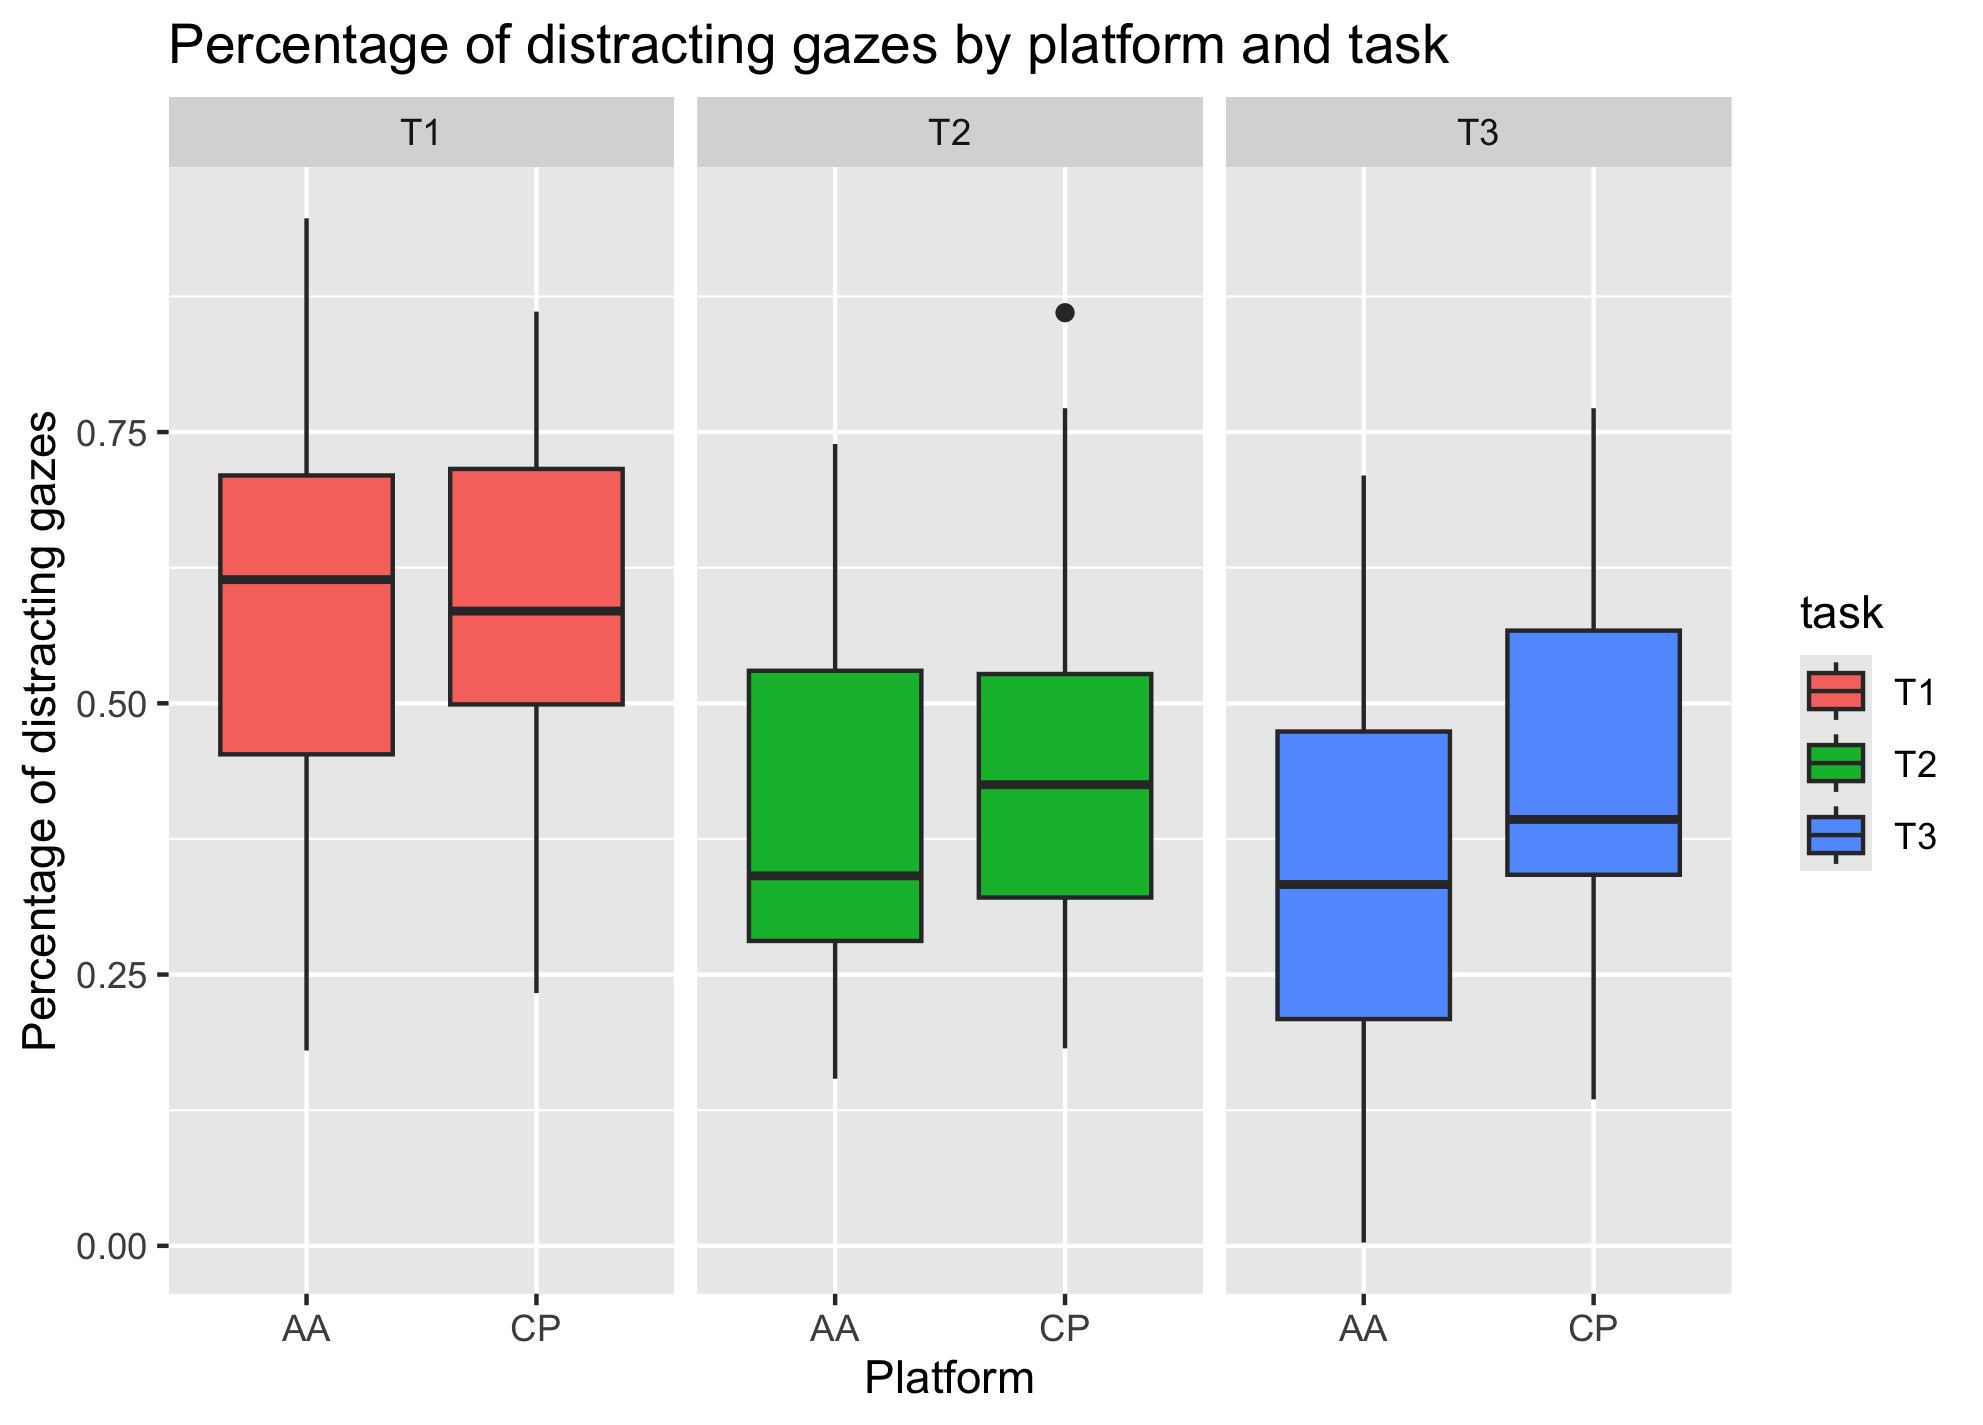 Percentage of distracting gazes by platform and task
T1 T2 T3
Percentage of distracting gazes
0.75
0.50
0.25
0.00
AA CP AA CP AA CP
Platform
task
T1
T2
T3